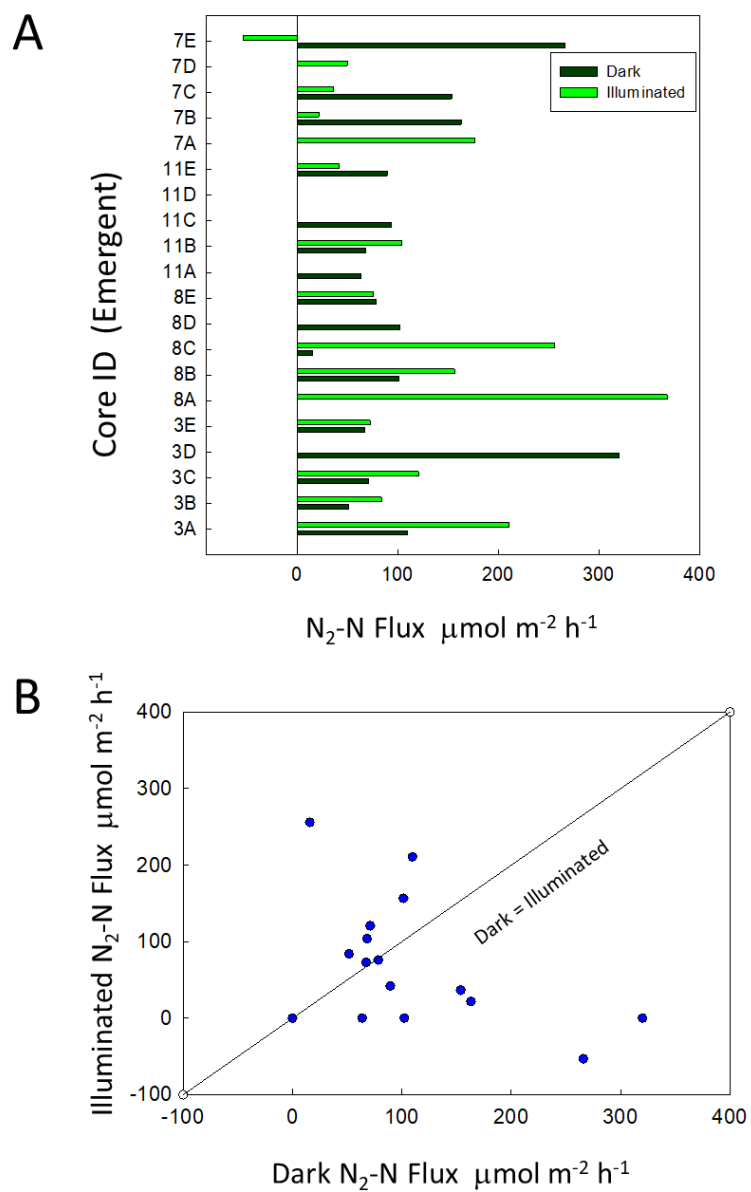 A
7E
7D
7C
7B
7A
11E
11D
11C
11B
11A
8E
8D
8C
8B
8A
3E
3D
3C
3B
3A
Core ID (Emergent)
Dark
Illuminated
0 100 200 300 400
N₂-N Flux μmol m⁻² h⁻¹
B
Illuminated N₂-N Flux μmol m⁻² h⁻¹
400
300
200
100
0
-100
Dark = Illuminated
-100 0 100 200 300 400
Dark N₂-N Flux μmol m⁻² h⁻¹